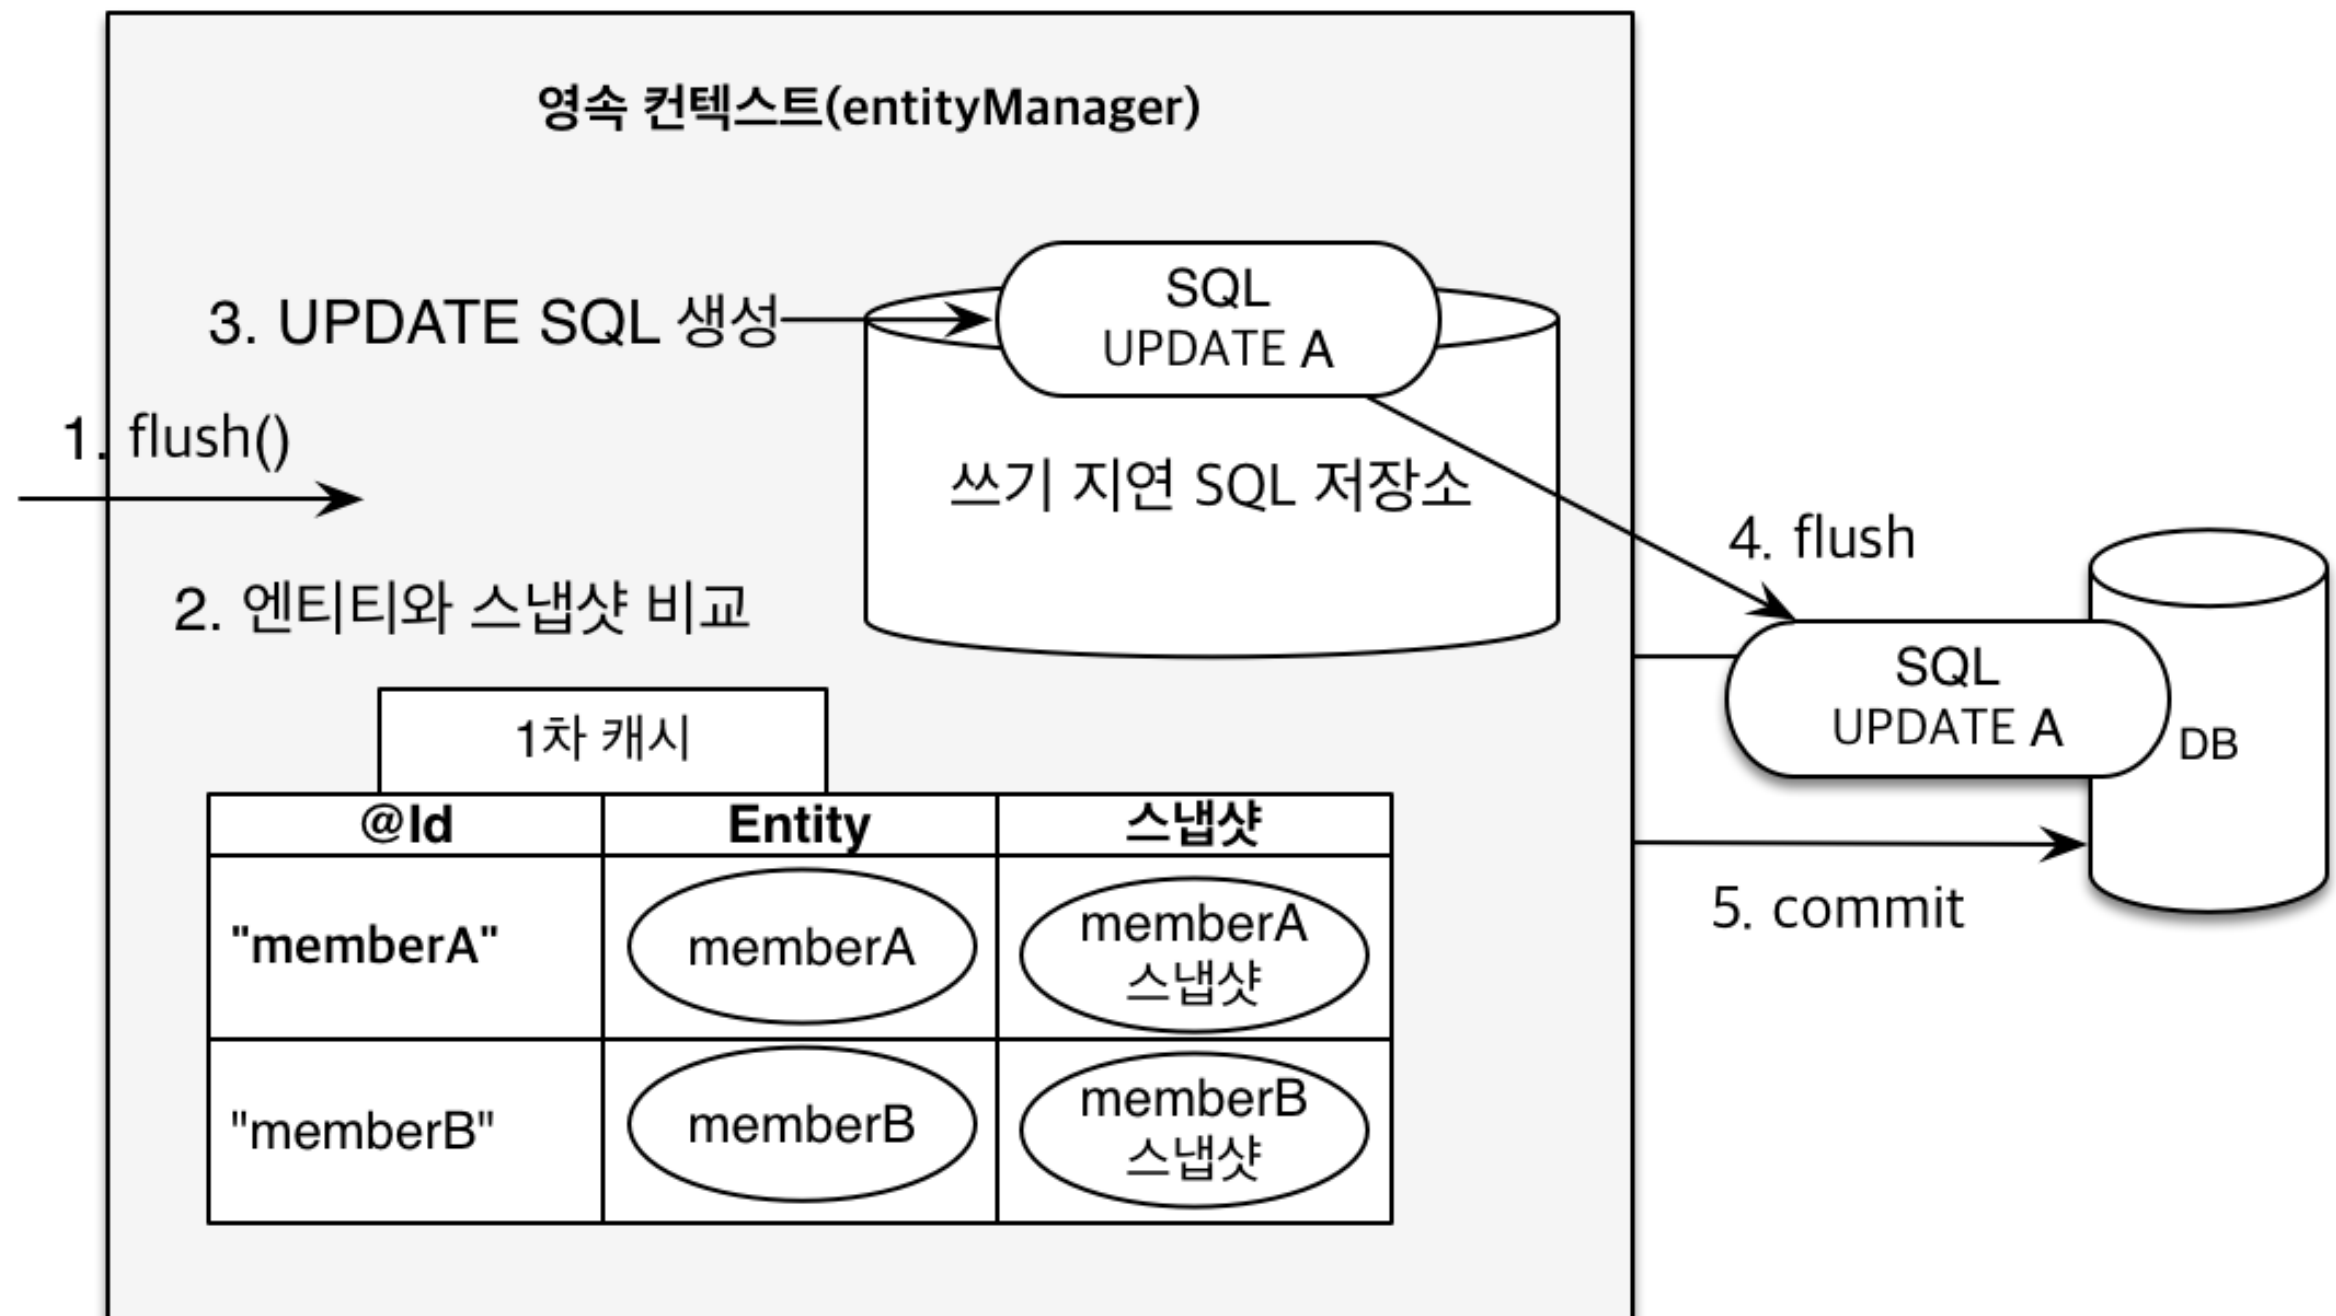 영속 컨텍스트(entityManager)
3. UPDATE SQL 생성
SQL
UPDATE A
1. flush()
쓰기 지연 SQL 저장소
4. flush
2. 엔티티와 스냅샷 비교
SQL
UPDATE A
DB
1차 캐시
@Id Entity 스냅샷
"memberA" memberA memberA
스냅샷
"memberB" memberB memberB
스냅샷
5. commit